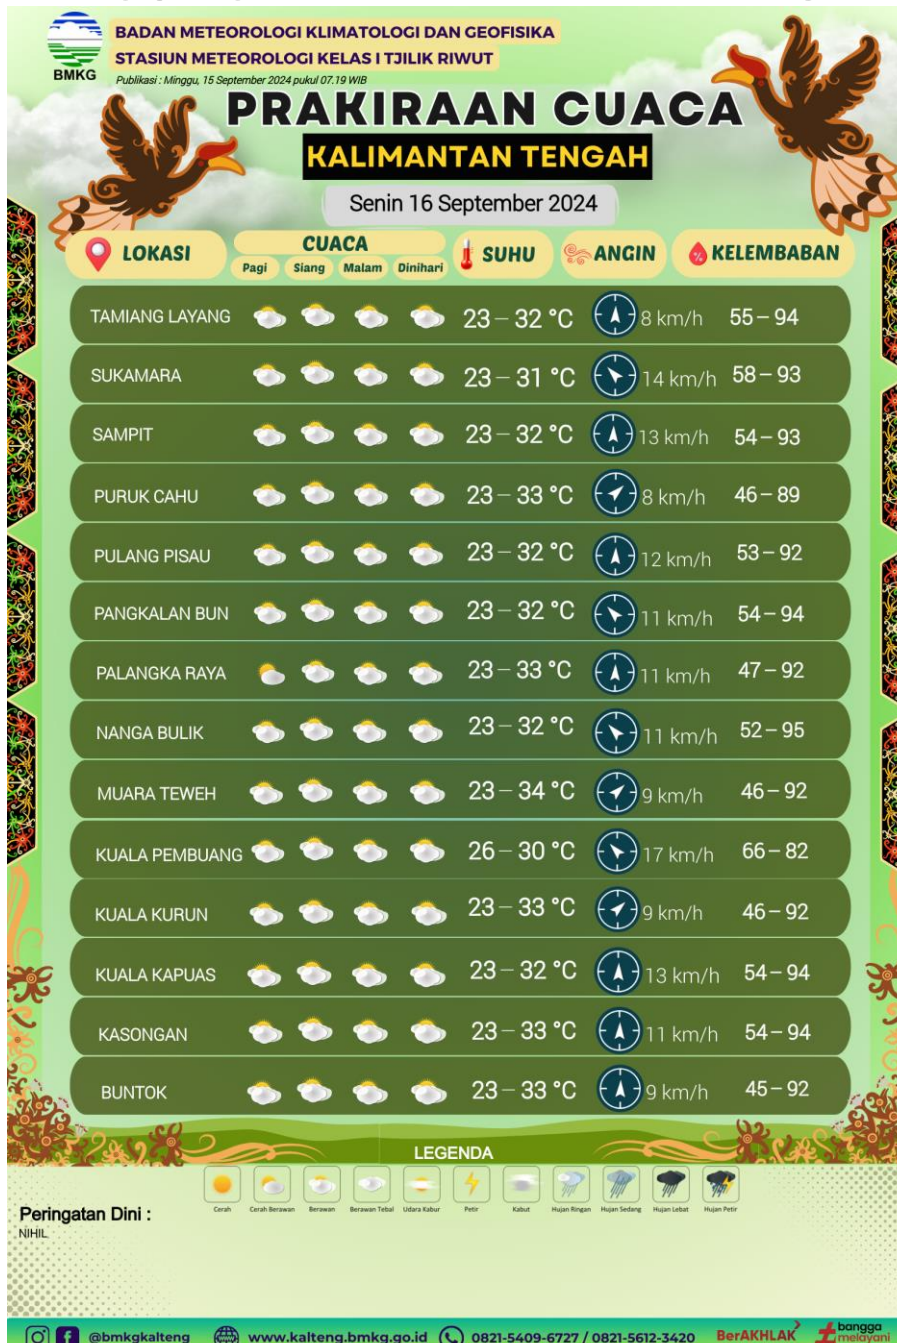 BMKG
BADAN METEOROLOGI KLIMATOLOGI DAN GEOFISIKA
STASIUN METEOROLOGI KELAS I TJILIK RIWUT
Publikasi : Minggu, 15 September 2024 pukul 07.19 WIB
PRAKIRAAN CUACA
KALIMANTAN TENGAH
Senin 16 September 2024
LOKASI CUACA SUHU ANGIN KELEMBABAN
Pagi Siang Malam Dinihari
TAMIANG LAYANG 23 – 32 °C 8 km/h 55 – 94
SUKAMARA 23 – 31 °C 14 km/h 58 – 93
SAMPIT 23 – 32 °C 13 km/h 54 – 93
PURUK CAHU 23 – 33 °C 8 km/h 46 – 89
PULANG PISAU 23 – 32 °C 12 km/h 53 – 92
PANGKALAN BUN 23 – 32 °C 11 km/h 54 – 94
PALANGKA RAYA 23 – 33 °C 11 km/h 47 – 92
NANGA BULIK 23 – 32 °C 11 km/h 52 – 95
MUARA TEWEH 23 – 34 °C 9 km/h 46 – 92
KUALA PEMBUANG 26 – 30 °C 17 km/h 66 – 82
KUALA KURUN 23 – 33 °C 9 km/h 46 – 92
KUALA KAPUAS 23 – 32 °C 13 km/h 54 – 94
KASONGAN 23 – 33 °C 11 km/h 54 – 94
BUNTOK 23 – 33 °C 9 km/h 45 – 92
LEGENDA
Cerah Cerah Berawan Berawan Berawan Tebal Udara Kabur Petir Kabut Hujan Ringan Hujan Sedang Hujan Lebat Hujan Petir
Peringatan Dini :
NIHIL
@bmkgkalteng www.kalteng.bmkg.go.id 0821-5409-6727 / 0821-5612-3420 BerAKHLAK bangga
melayani